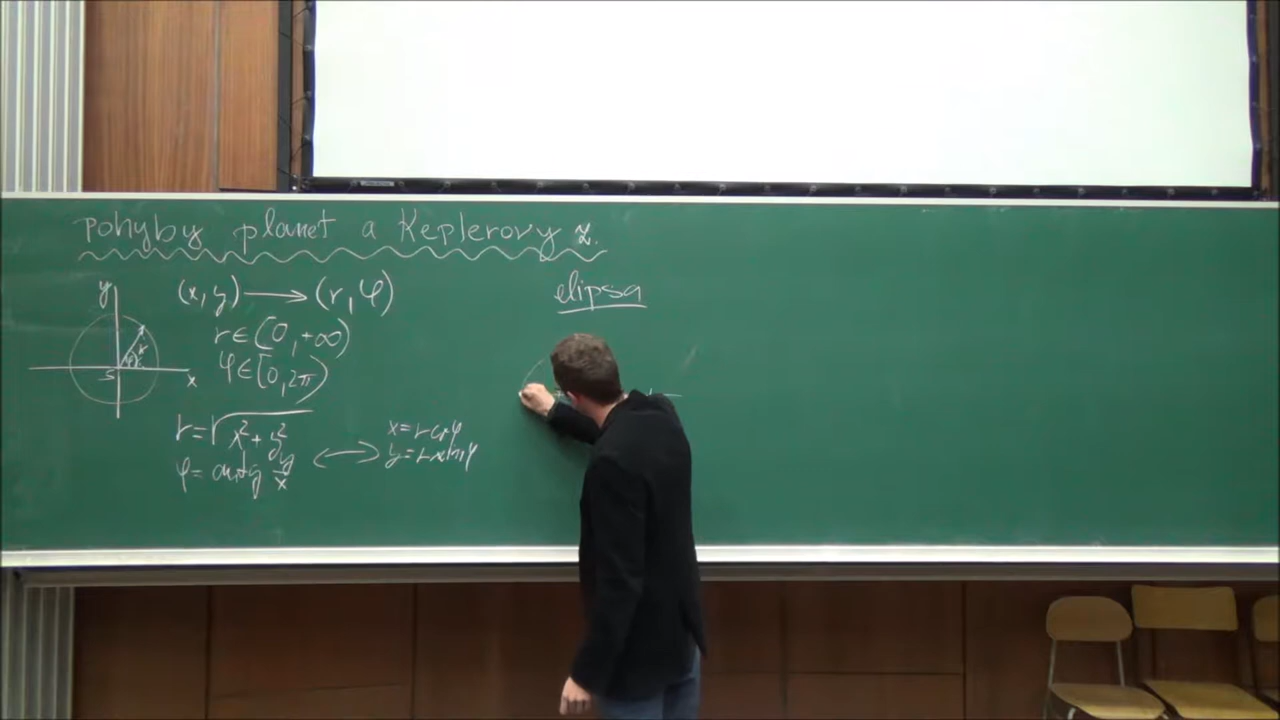 pohyby planet a Keplerovy z.
(x, y) → (r, φ)
r ∈ [0, +∞)
φ ∈ [0, 2π)
r = √x² + y²
φ = arctg y/x
↔
x = r cos φ
y = r sin φ
y
r
φ
S
x
elipsa